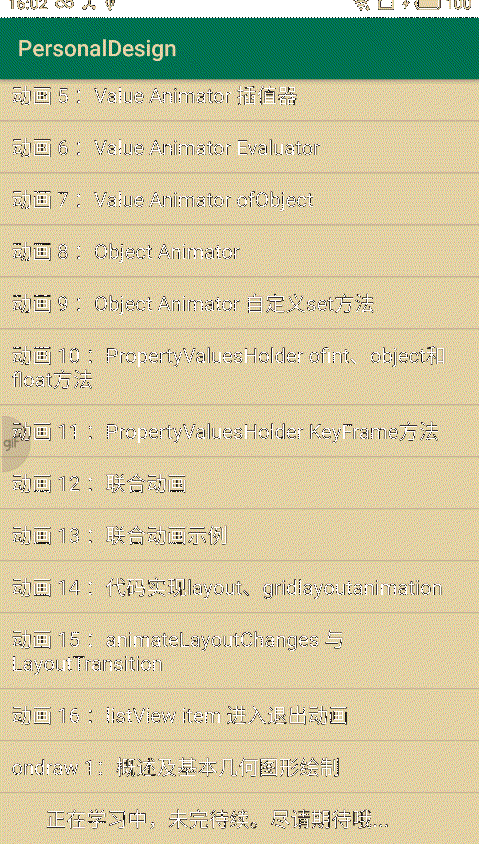 16:02
100
PersonalDesign
动画 5 ： Value Animator 插值器
动画 6 ： Value Animator Evaluator
动画 7 ： Value Animator ofObject
动画 8 ： Object Animator
动画 9 ： Object Animator 自定义set方法
动画 10 ： PropertyValuesHolder ofInt、object和
float方法
动画 11 ： PropertyValuesHolder KeyFrame方法
gif
动画 12 ： 联合动画
动画 13 ： 联合动画示例
动画 14 ： 代码实现layout、gridlayoutanimation
动画 15 ： animateLayoutChanges 与
LayoutTransition
动画 16 ： listView item 进入退出动画
ondraw 1： 概述及基本几何图形绘制
正在学习中，未完待续。尽请期待哦...